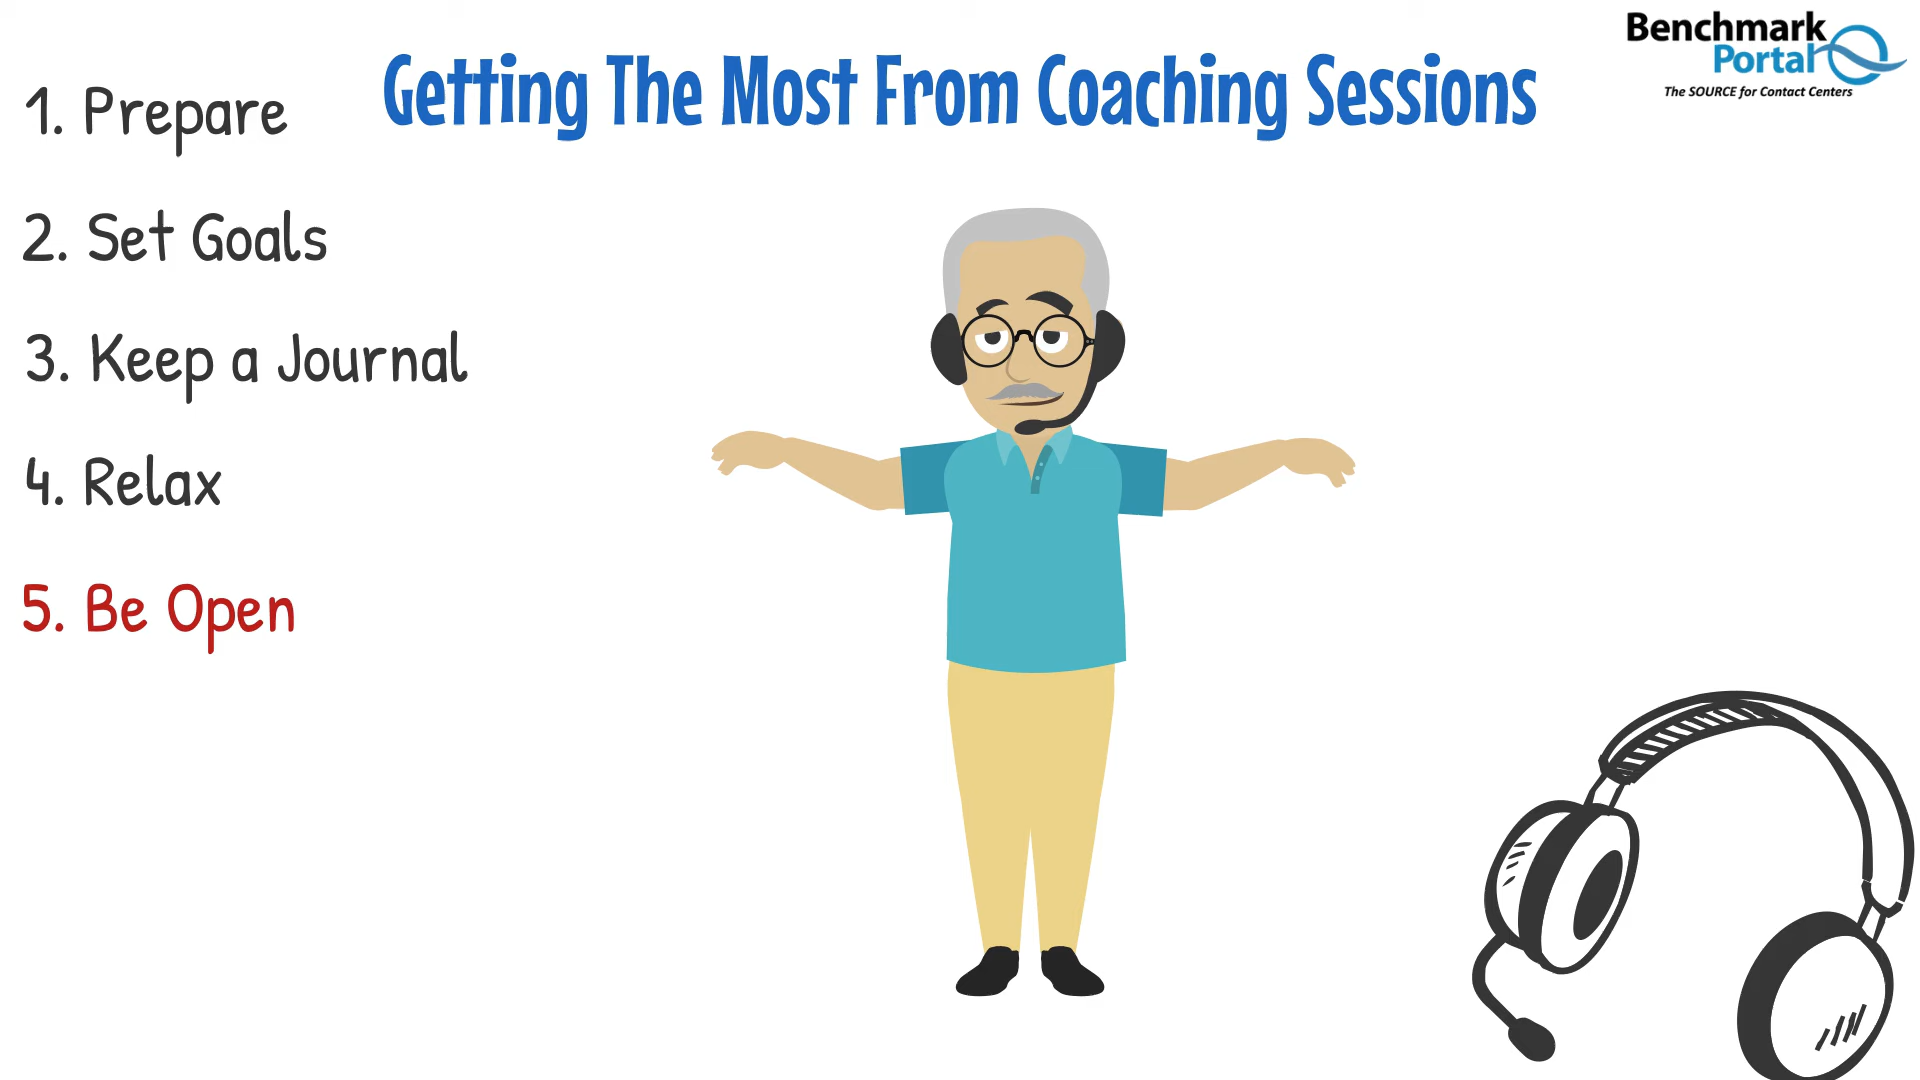 Getting The Most From Coaching Sessions
Benchmark
Portal
The SOURCE for Contact Centers
1. Prepare
2. Set Goals
3. Keep a Journal
4. Relax
5. Be Open